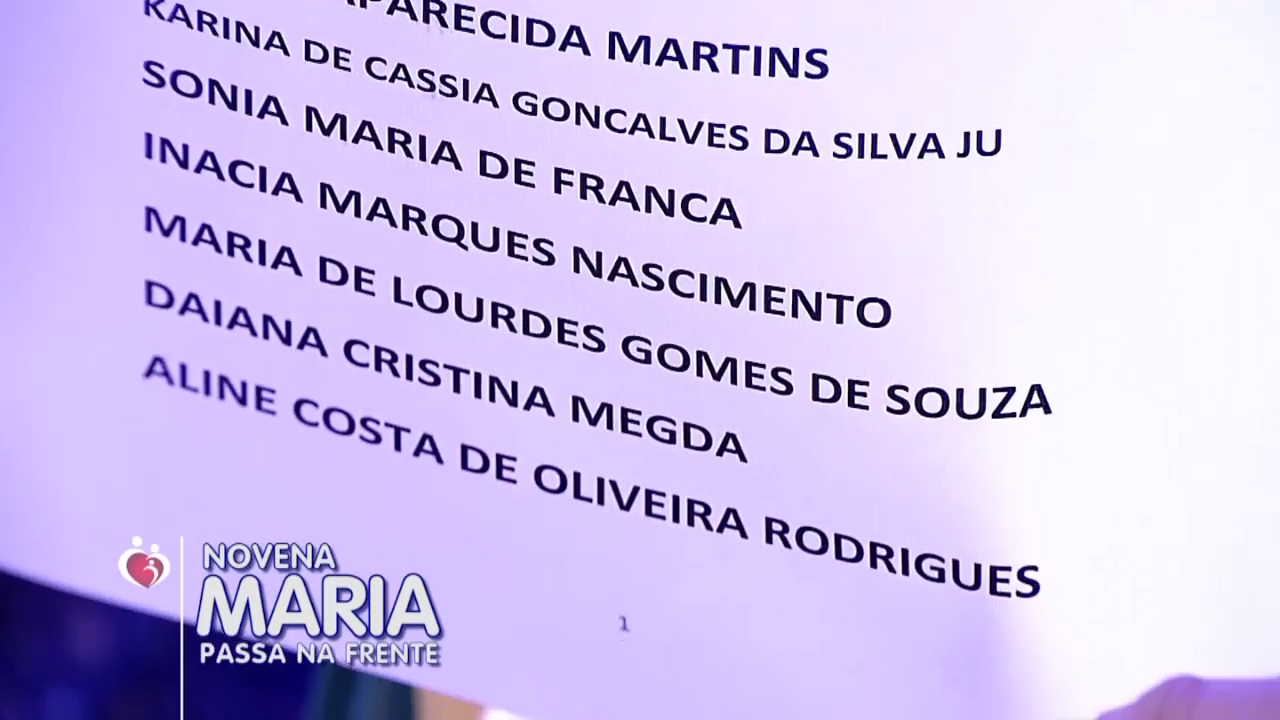 APARECIDA MARTINS
KARINA DE CASSIA GONCALVES DA SILVA JU
SONIA MARIA DE FRANCA
INACIA MARQUES NASCIMENTO
MARIA DE LOURDES GOMES DE SOUZA
DAIANA CRISTINA MEGDA
ALINE COSTA DE OLIVEIRA RODRIGUES
1
NOVENA
MARIA
PASSA NA FRENTE